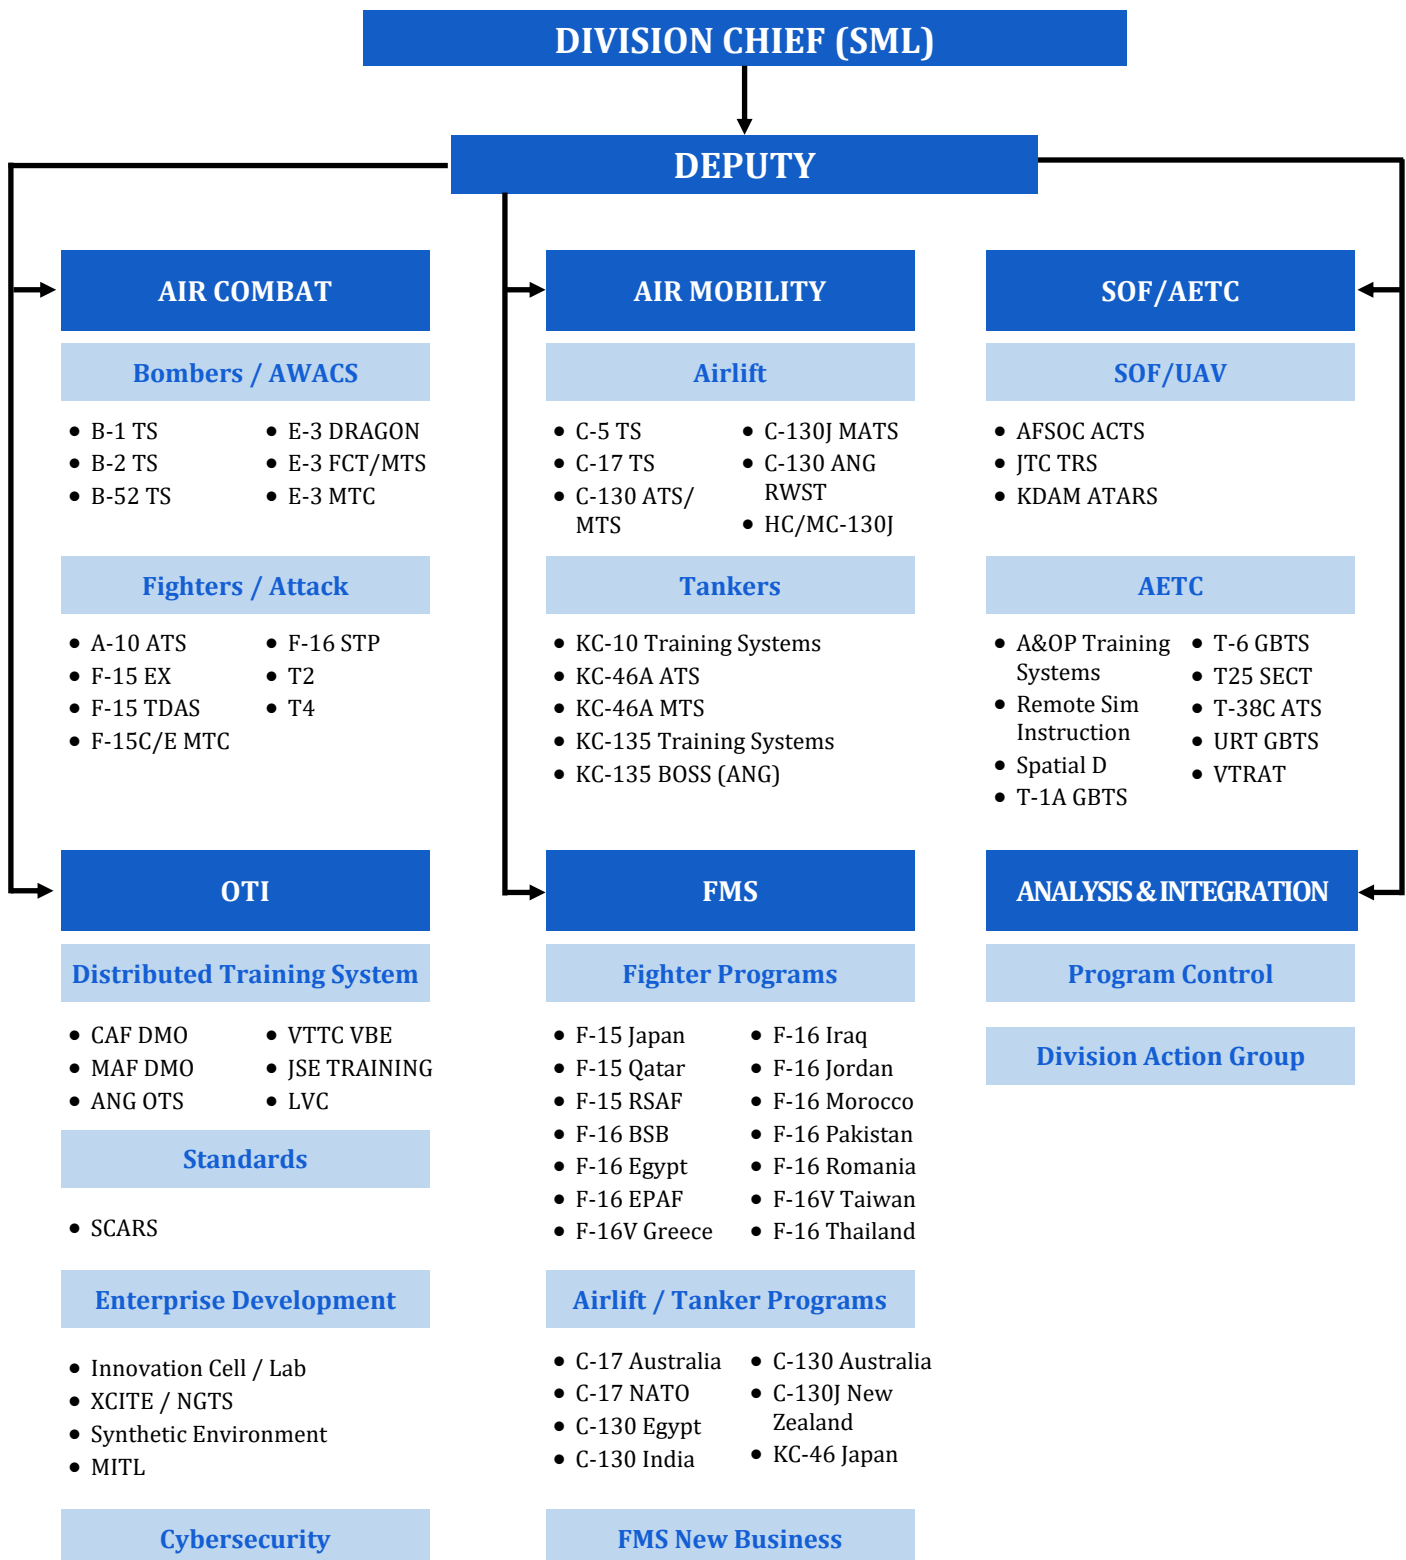 DIVISION CHIEF (SML)
DEPUTY
AIR COMBAT
Bombers / AWACS
• B-1 TS
• B-2 TS
• B-52 TS
• E-3 DRAGON
• E-3 FCT/MTS
• E-3 MTC
Fighters / Attack
• A-10 ATS
• F-15 EX
• F-15 TDAS
• F-15C/E MTC
• F-16 STP
• T2
• T4
AIR MOBILITY
Airlift
• C-5 TS
• C-17 TS
• C-130 ATS/
MTS
• C-130J MATS
• C-130 ANG
RWST
• HC/MC-130J
Tankers
• KC-10 Training Systems
• KC-46A ATS
• KC-46A MTS
• KC-135 Training Systems
• KC-135 BOSS (ANG)
SOF/AETC
SOF/UAV
• AFSOC ACTS
• JTC TRS
• KDAM ATARS
AETC
• A&OP Training
Systems
• Remote Sim
Instruction
• Spatial D
• T-1A GBTS
• T-6 GBTS
• T25 SECT
• T-38C ATS
• URT GBTS
• VTRAT
OTI
Distributed Training System
• CAF DMO
• MAF DMO
• ANG OTS
• VTTC VBE
• JSE TRAINING
• LVC
Standards
• SCARS
Enterprise Development
• Innovation Cell / Lab
• XCITE / NGTS
• Synthetic Environment
• MITL
Cybersecurity
FMS
Fighter Programs
• F-15 Japan
• F-15 Qatar
• F-15 RSAF
• F-16 BSB
• F-16 Egypt
• F-16 EPAF
• F-16V Greece
• F-16 Iraq
• F-16 Jordan
• F-16 Morocco
• F-16 Pakistan
• F-16 Romania
• F-16V Taiwan
• F-16 Thailand
Airlift / Tanker Programs
• C-17 Australia
• C-17 NATO
• C-130 Egypt
• C-130 India
• C-130 Australia
• C-130J New
Zealand
• KC-46 Japan
FMS New Business
ANALYSIS & INTEGRATION
Program Control
Division Action Group